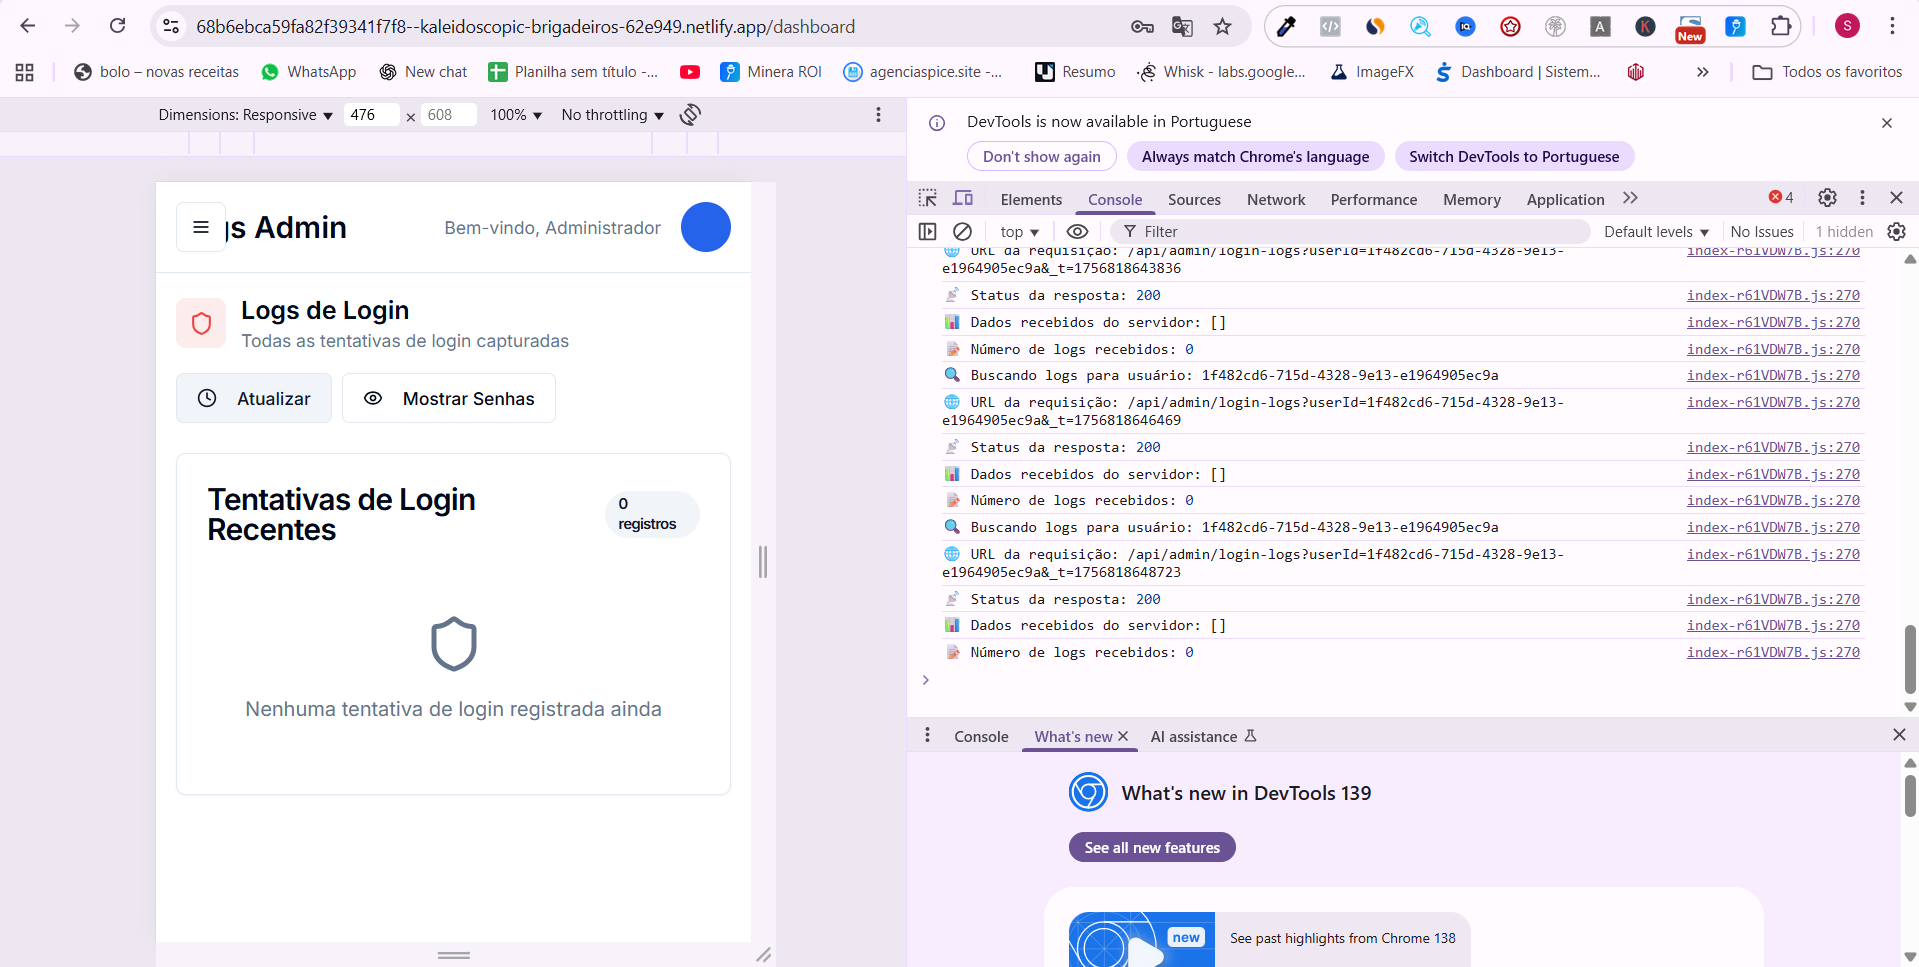 68b6ebca59fa82f39341f7f8--kaleidoscopic-brigadeiros-62e949.netlify.app/dashboard
New
S
bolo – novas receitas
WhatsApp
New chat
Planilha sem título -...
Minera ROI
agenciaspice.site -...
Resumo
Whisk - labs.google...
ImageFX
Dashboard | Sistem...
Todos os favoritos
Dimensions: Responsive
476
×
608
100%
No throttling
gs Admin
Bem-vindo, Administrador
Logs de Login
Todas as tentativas de login capturadas
Atualizar
Mostrar Senhas
Tentativas de Login
Recentes
0
registros
Nenhuma tentativa de login registrada ainda
DevTools is now available in Portuguese
Don't show again
Always match Chrome's language
Switch DevTools to Portuguese
Elements
Console
Sources
Network
Performance
Memory
Application
4
top
Filter
Default levels
No Issues
1 hidden
URL da requisição: /api/admin/login-logs?userId=1f482cd6-715d-4328-9e13- index-r61VDW7B.js:270
e1964905ec9a&_t=1756818643836
Status da resposta: 200 index-r61VDW7B.js:270
Dados recebidos do servidor: [] index-r61VDW7B.js:270
Número de logs recebidos: 0 index-r61VDW7B.js:270
Buscando logs para usuário: 1f482cd6-715d-4328-9e13-e1964905ec9a index-r61VDW7B.js:270
URL da requisição: /api/admin/login-logs?userId=1f482cd6-715d-4328-9e13- index-r61VDW7B.js:270
e1964905ec9a&_t=1756818646469
Status da resposta: 200 index-r61VDW7B.js:270
Dados recebidos do servidor: [] index-r61VDW7B.js:270
Número de logs recebidos: 0 index-r61VDW7B.js:270
Buscando logs para usuário: 1f482cd6-715d-4328-9e13-e1964905ec9a index-r61VDW7B.js:270
URL da requisição: /api/admin/login-logs?userId=1f482cd6-715d-4328-9e13- index-r61VDW7B.js:270
e1964905ec9a&_t=1756818648723
Status da resposta: 200 index-r61VDW7B.js:270
Dados recebidos do servidor: [] index-r61VDW7B.js:270
Número de logs recebidos: 0 index-r61VDW7B.js:270
Console
What's new
AI assistance
What's new in DevTools 139
See all new features
new
See past highlights from Chrome 138